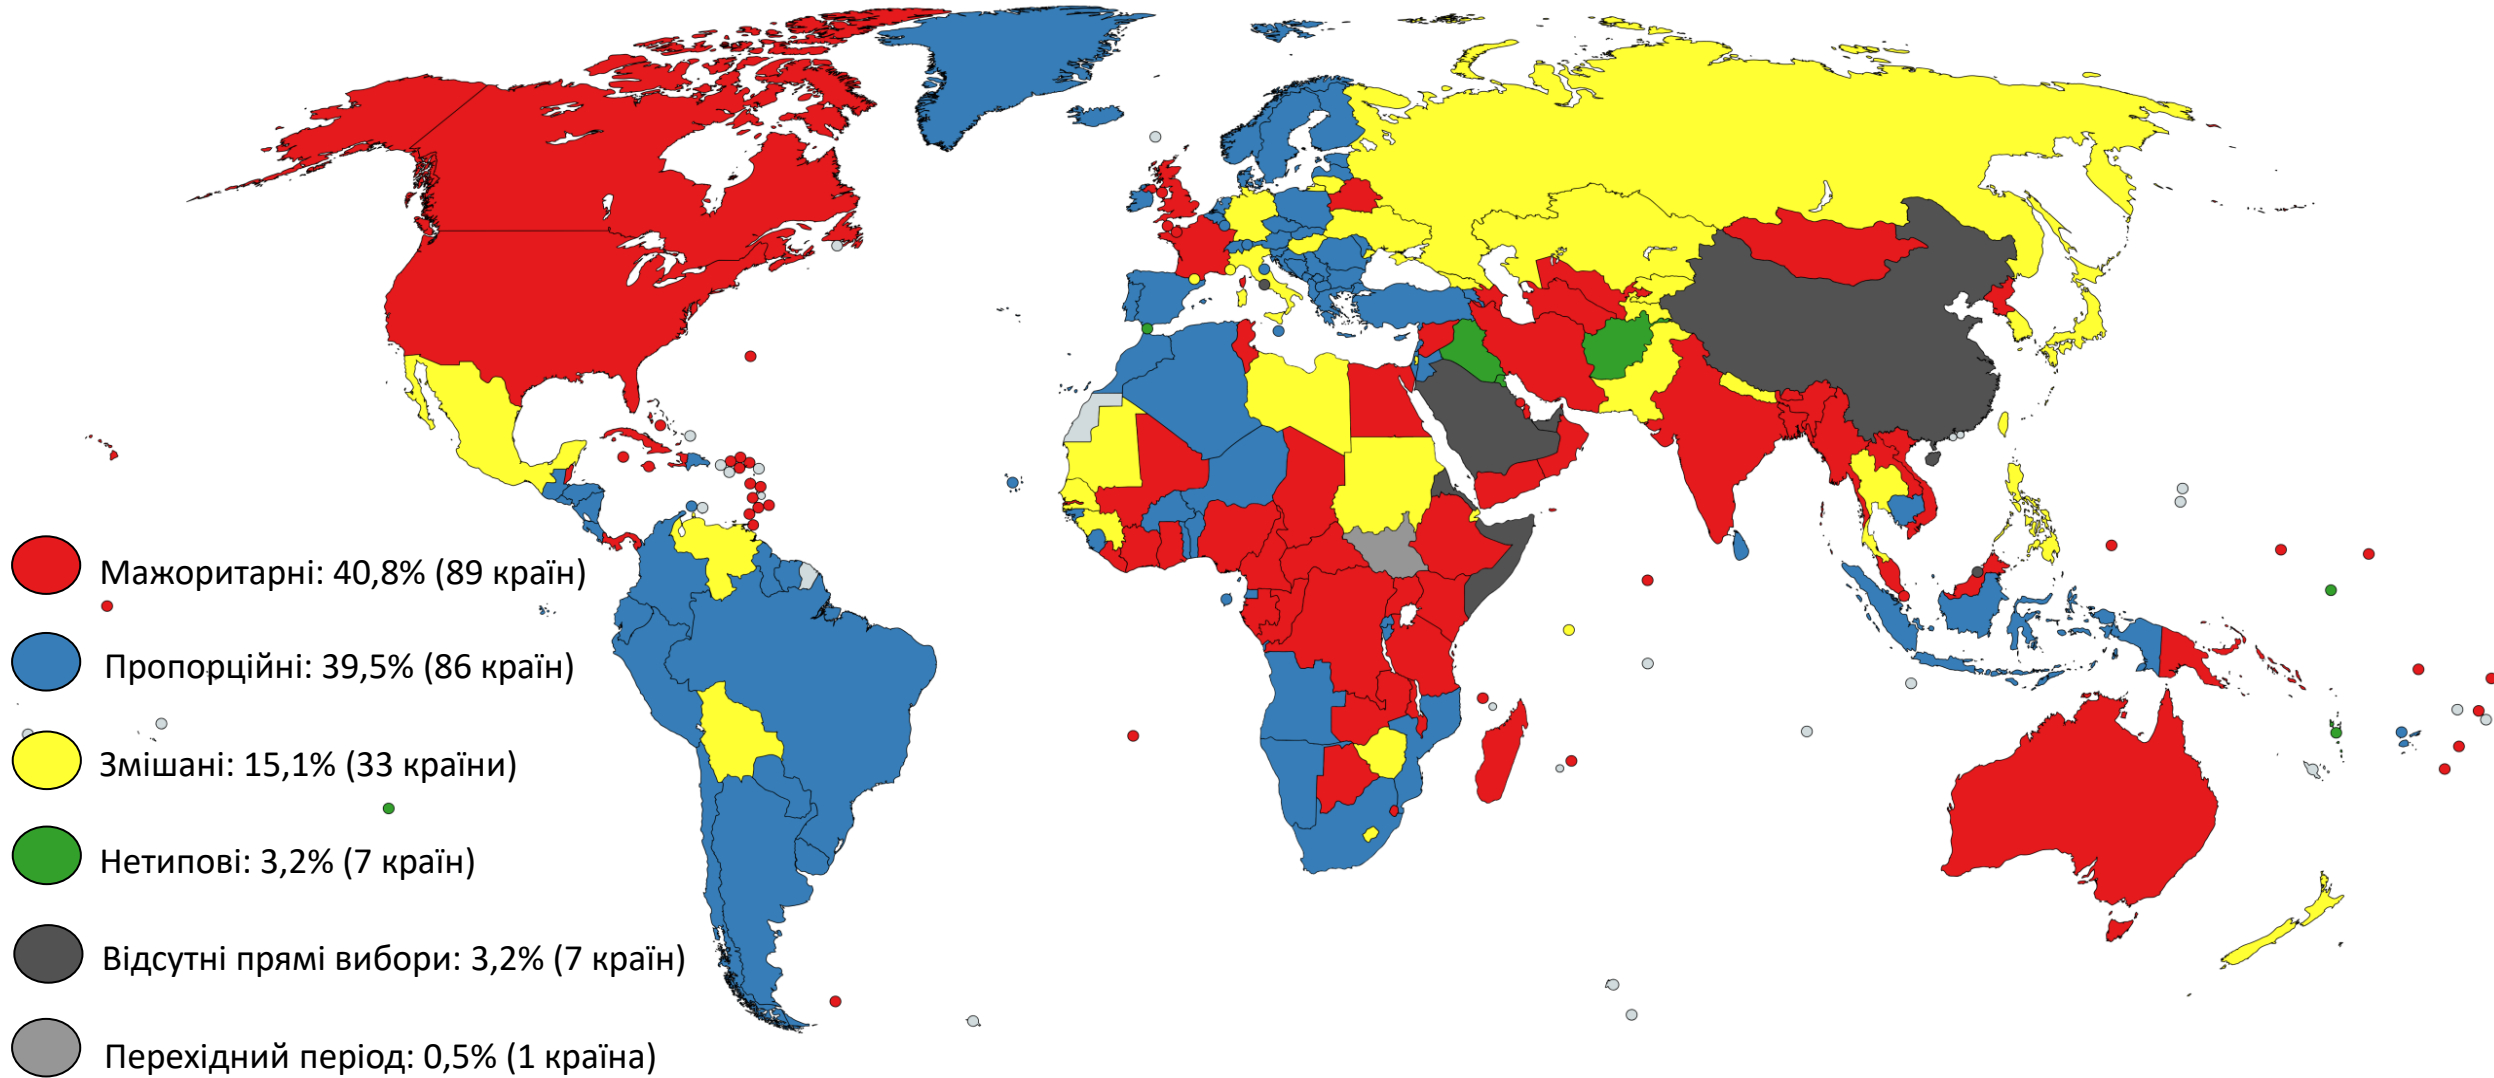 Мажоритарні: 40,8% (89 країн)
Пропорційні: 39,5% (86 країн)
Змішані: 15,1% (33 країни)
Нетипові: 3,2% (7 країн)
Відсутні прямі вибори: 3,2% (7 країн)
Перехідний період: 0,5% (1 країна)